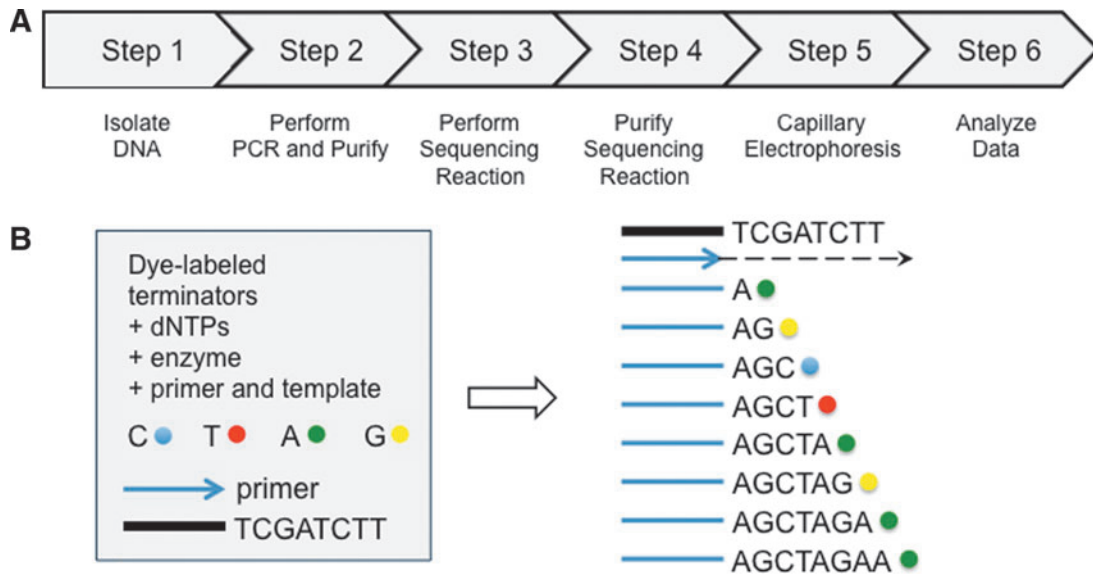 A
Step 1 Step 2 Step 3 Step 4 Step 5 Step 6
Isolate Perform Perform Purify Capillary Analyze
DNA PCR and Purify Sequencing Sequencing Electrophoresis Data
Reaction Reaction
B
Dye-labeled
terminators
+ dNTPs
+ enzyme
+ primer and template
C T A G
primer
TCGATCTT
TCGATCTT
A
AG
AGC
AGCT
AGCTA
AGCTAG
AGCTAGA
AGCTAGAA